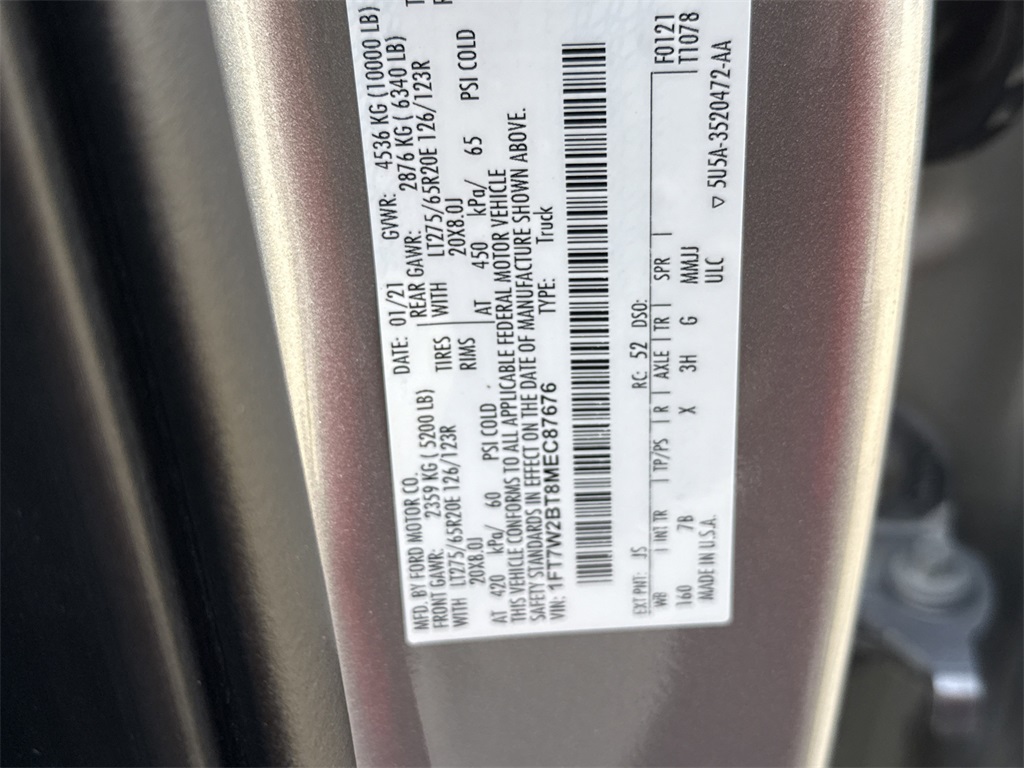 MFD. BY FORD MOTOR CO.
DATE: 01/21 GVWR: 4536 KG (10000 LB)
FRONT GAWR: 2359 KG (5200 LB) REAR GAWR: 2876 KG (6340 LB)
WITH LT275/65R20E 126/123R TIRES WITH LT275/65R20E 126/123R
20X8.0J RIMS 20X8.0J
AT 420 kPa/ 60 PSI COLD AT 450 kPa/ 65 PSI COLD
THIS VEHICLE CONFORMS TO ALL APPLICABLE FEDERAL MOTOR VEHICLE
SAFETY STANDARDS IN EFFECT ON THE DATE OF MANUFACTURE SHOWN ABOVE.
VIN: 1FT7W2BT8MEC87676 TYPE: Truck
EXT PNT: JS RC: 52 DSO:
WB INT TR TP/PS R AXLE TR SPR F0121
160 7B X 3H G MMJJ TT1078
MADE IN U.S.A. ULC
▽ 5U5A-3520472-AA